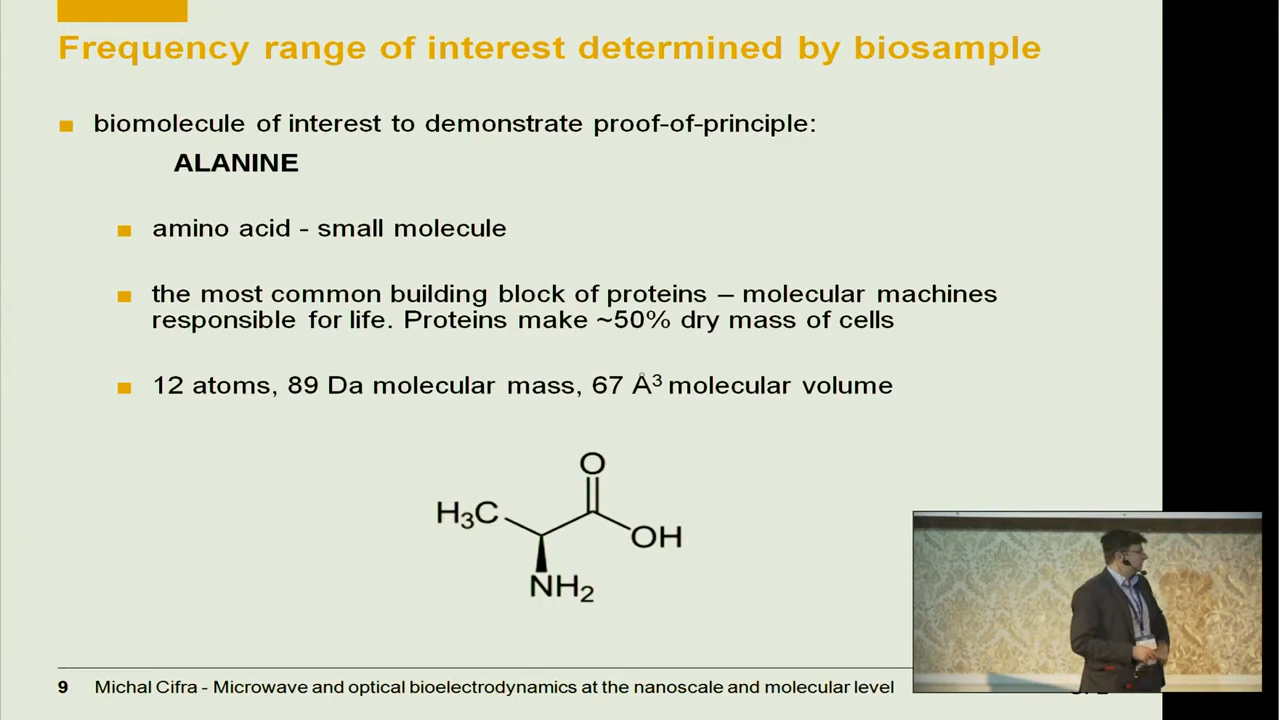 Frequency range of interest determined by biosample
biomolecule of interest to demonstrate proof-of-principle:
ALANINE
amino acid - small molecule
the most common building block of proteins – molecular machines
responsible for life. Proteins make ~50% dry mass of cells
12 atoms, 89 Da molecular mass, 67 Å³ molecular volume
O
H₃C
OH
NH₂
9 Michal Cifra - Microwave and optical bioelectrodynamics at the nanoscale and molecular level